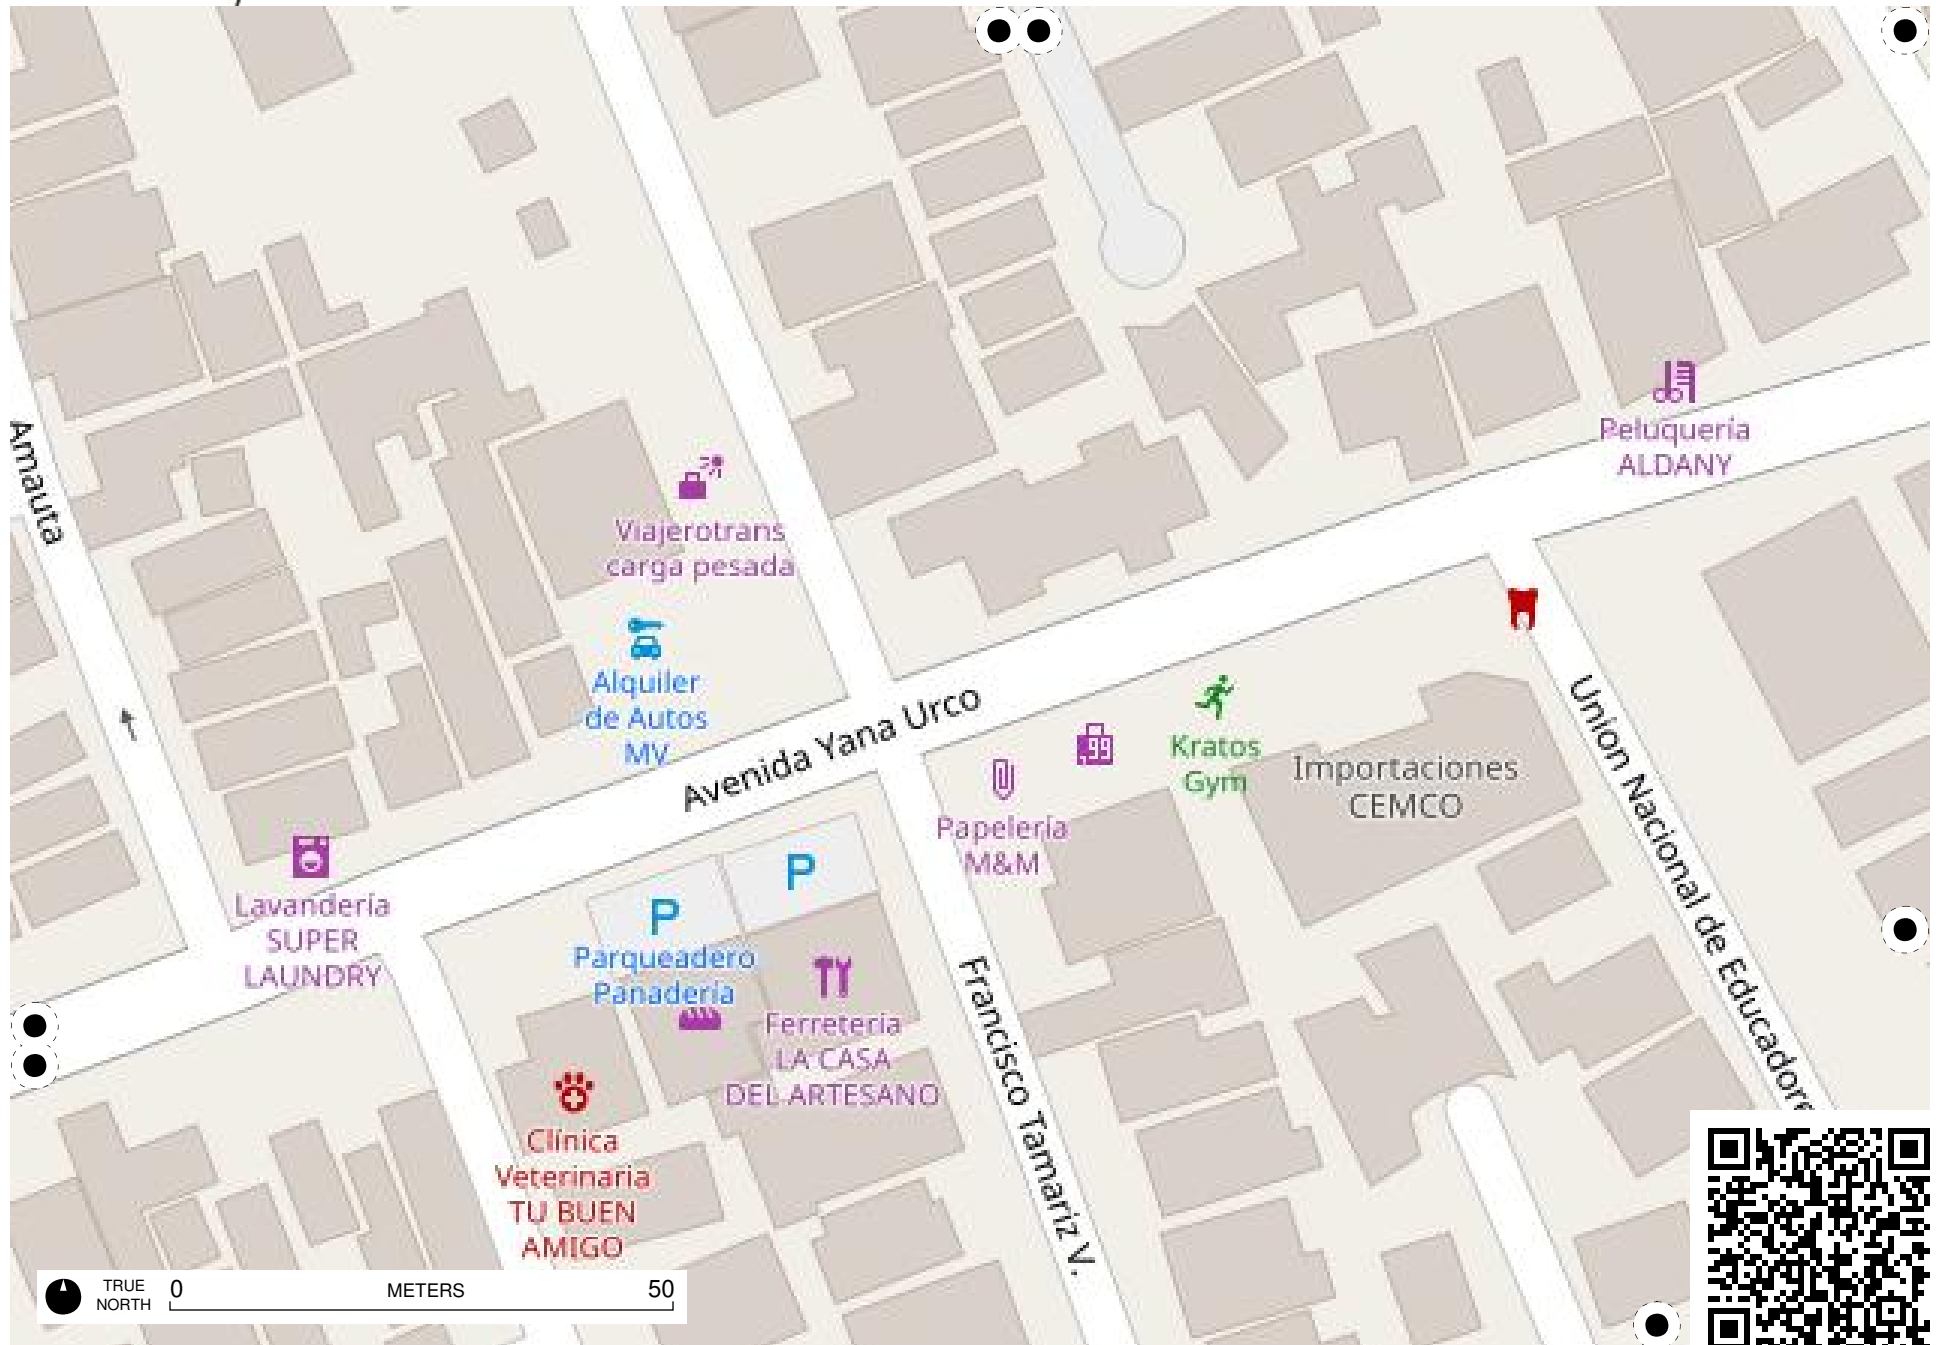 Peluquería
ALDANY
Amauta
Viajerotrans
carga pesada
Alquiler
de Autos
MV
Avenida Yana Urco
Unión Nacional de Educadore
Kratos
Gym
Importaciones
CEMCO
99
Papelería
M&M
P
P
Lavandería
SUPER
LAUNDRY
Parqueadero
Panadería
Ferretería
LA CASA
DEL ARTESANO
Francisco Tamariz V.
Clínica
Veterinaria
TU BUEN
AMIGO
TRUE
NORTH
0 METERS 50